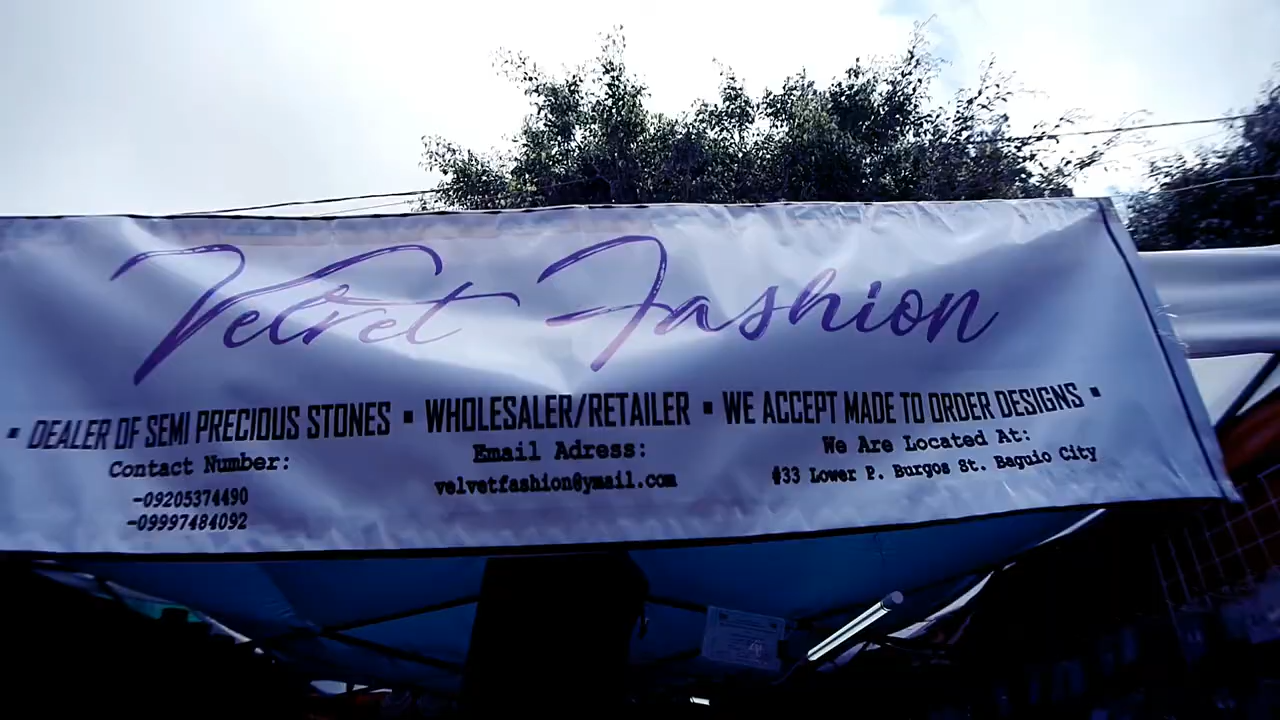 Velvet Fashion
▪ DEALER OF SEMI PRECIOUS STONES ▪ WHOLESALER/RETAILER ▪ WE ACCEPT MADE TO ORDER DESIGNS ▪
Contact Number:
-09205374490
-09997484092
Email Adress:
velvetfashion@ymail.com
We Are Located At:
#33 Lower P. Burgos St. Baguio City